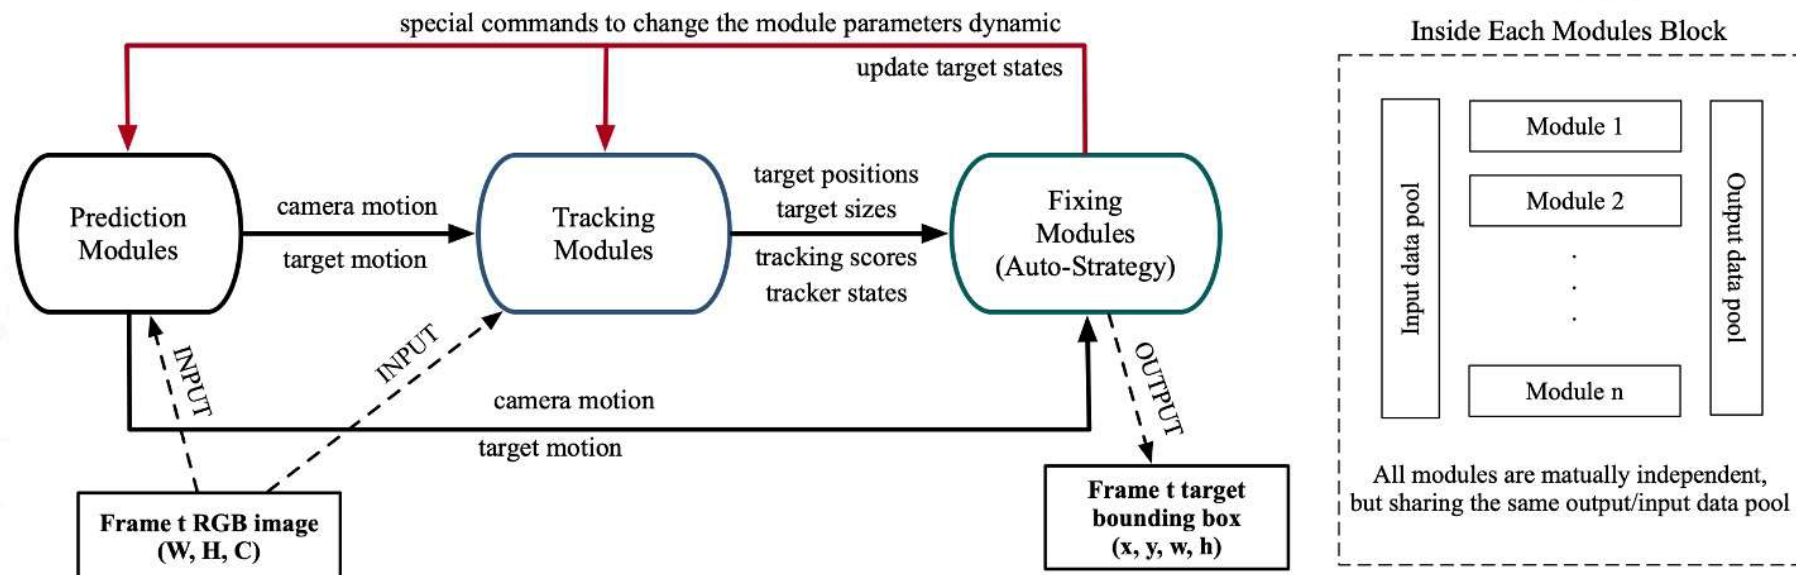 special commands to change the module parameters dynamic
update target states
Prediction
Modules
camera motion
target motion
Tracking
Modules
target positions
target sizes
tracking scores
tracker states
Fixing
Modules
(Auto-Strategy)
INPUT
INPUT
OUTPUT
camera motion
target motion
Frame t RGB image
(W, H, C)
Frame t target
bounding box
(x, y, w, h)
Inside Each Modules Block
Input data pool
Module 1
Module 2
.
.
.
Module n
Output data pool
All modules are matually independent,
but sharing the same output/input data pool